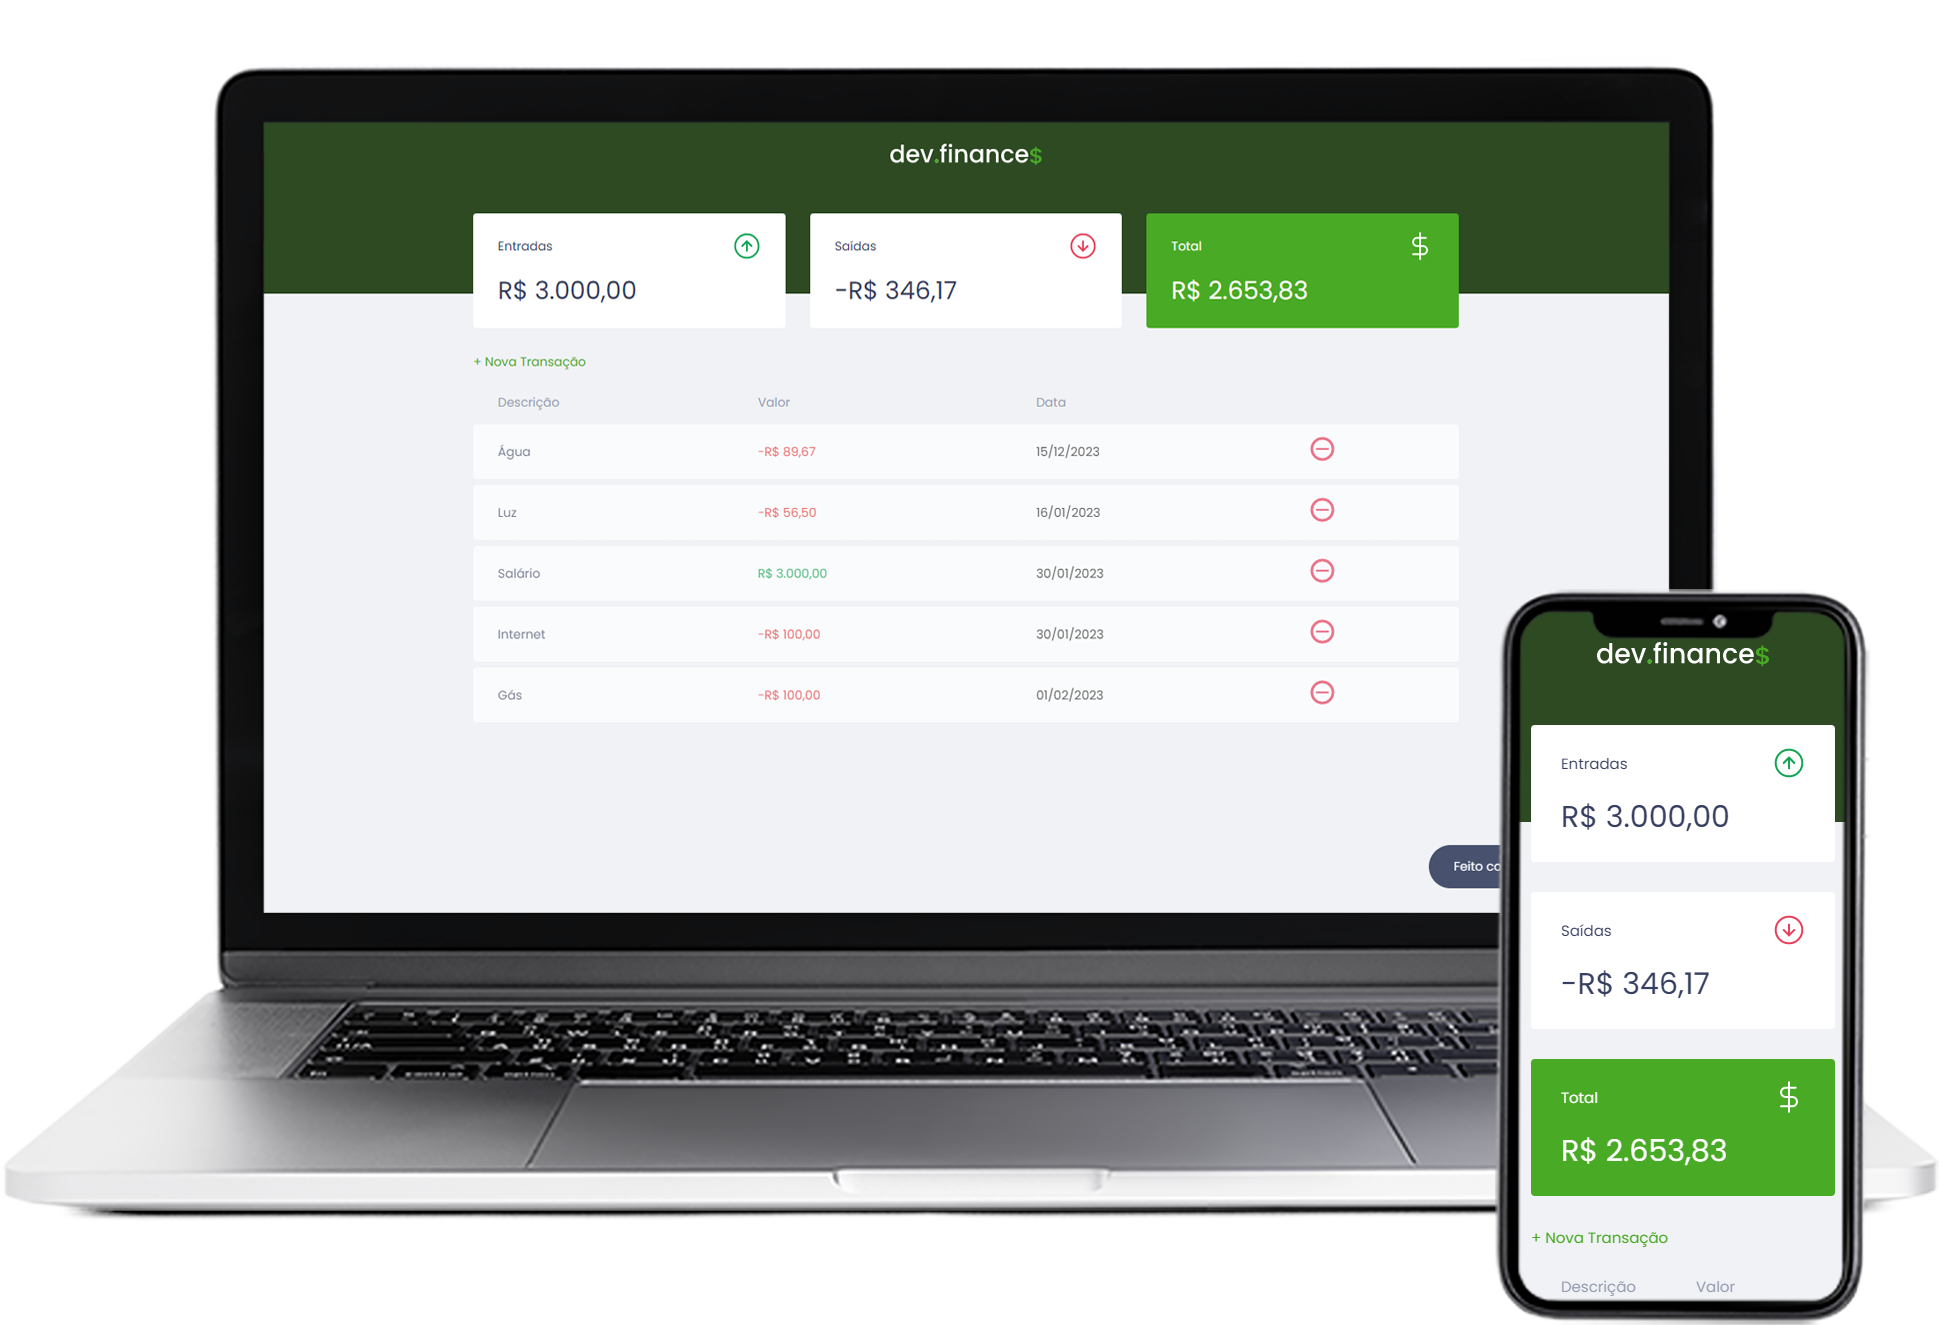 dev.finance$
Entradas
R$ 3.000,00
Saídas
-R$ 346,17
Total
$
R$ 2.653,83
+ Nova Transação
Descrição Valor Data
Água -R$ 89,67 15/12/2023
Luz -R$ 56,50 16/01/2023
Salário R$ 3.000,00 30/01/2023
Internet -R$ 100,00 30/01/2023
Gás -R$ 100,00 01/02/2023
Feito
dev.finance$
Entradas
R$ 3.000,00
Saídas
-R$ 346,17
Total
$
R$ 2.653,83
+ Nova Transação
Descrição Valor